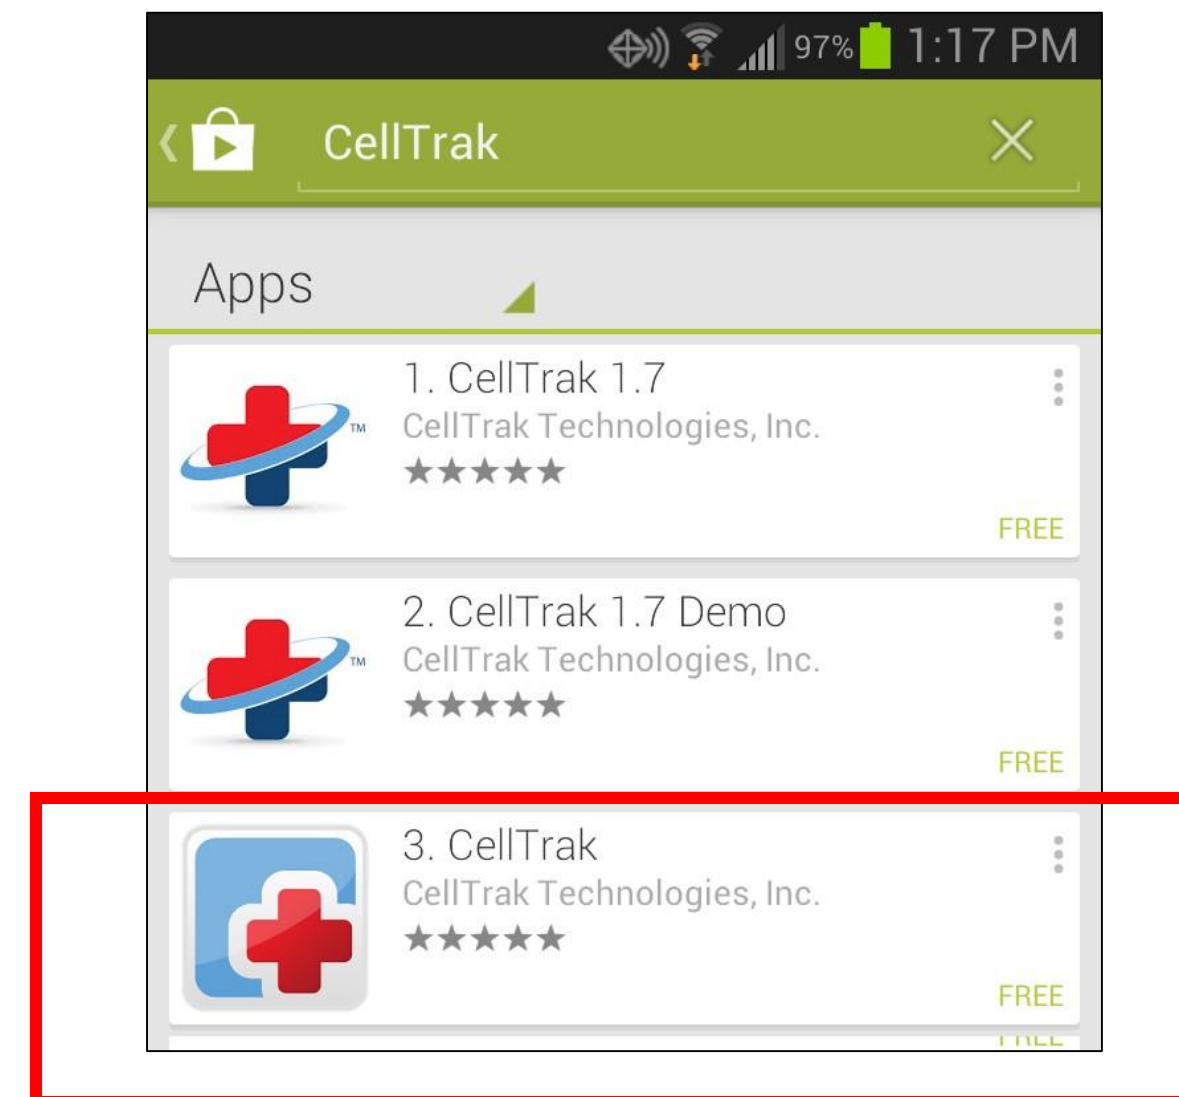 97% 1:17 PM
CellTrak
Apps
1. CellTrak 1.7
CellTrak Technologies, Inc.
TM
FREE
2. CellTrak 1.7 Demo
CellTrak Technologies, Inc.
TM
FREE
3. CellTrak
CellTrak Technologies, Inc.
FREE
FREE